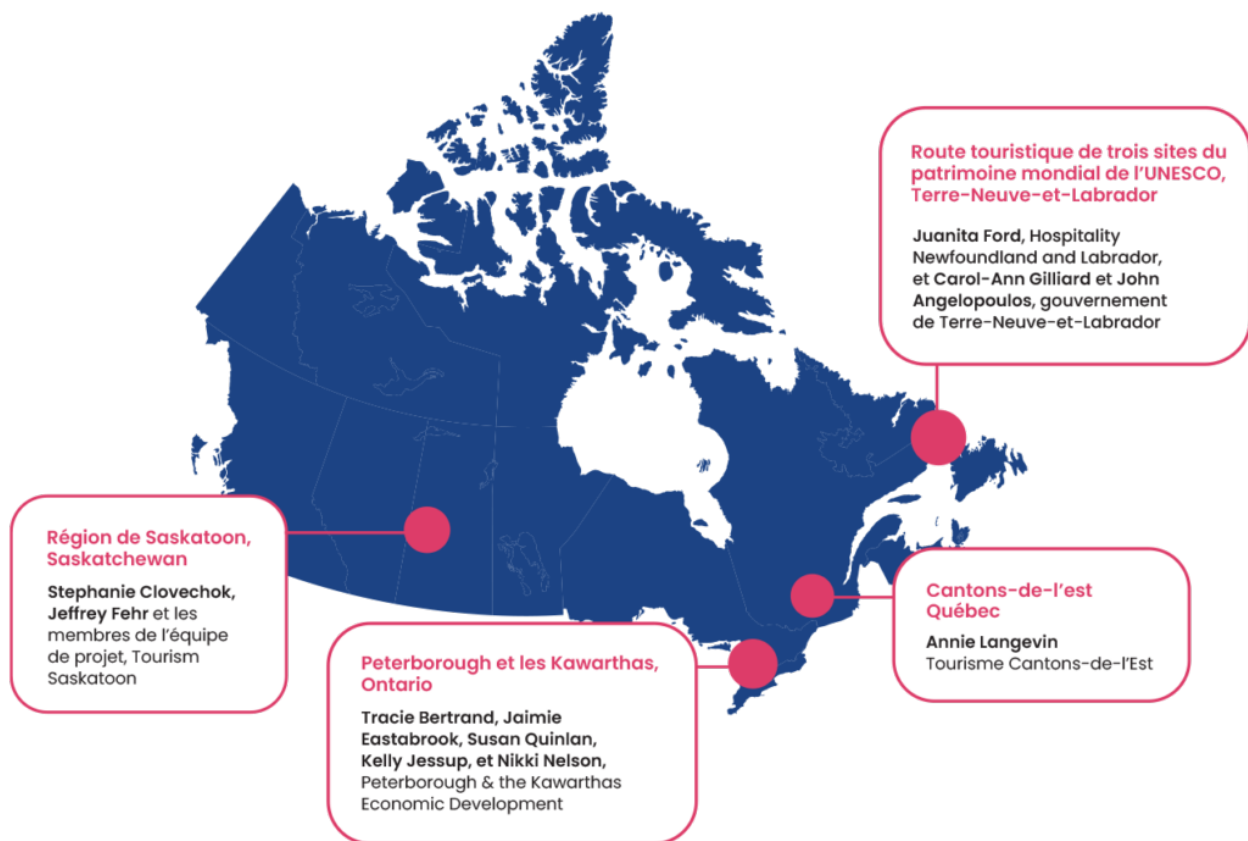 Route touristique de trois sites du
patrimoine mondial de l'UNESCO,
Terre-Neuve-et-Labrador
Juanita Ford, Hospitality
Newfoundland and Labrador,
et Carol-Ann Gilliard et John
Angelopoulos, gouvernement
de Terre-Neuve-et-Labrador
Région de Saskatoon,
Saskatchewan
Stephanie Clovechok,
Jeffrey Fehr et les
membres de l'équipe
de projet, Tourism
Saskatoon
Cantons-de-l'est
Québec
Annie Langevin
Tourisme Cantons-de-l'Est
Peterborough et les Kawarthas,
Ontario
Tracie Bertrand, Jaimie
Eastabrook, Susan Quinlan,
Kelly Jessup, et Nikki Nelson,
Peterborough & the Kawarthas
Economic Development